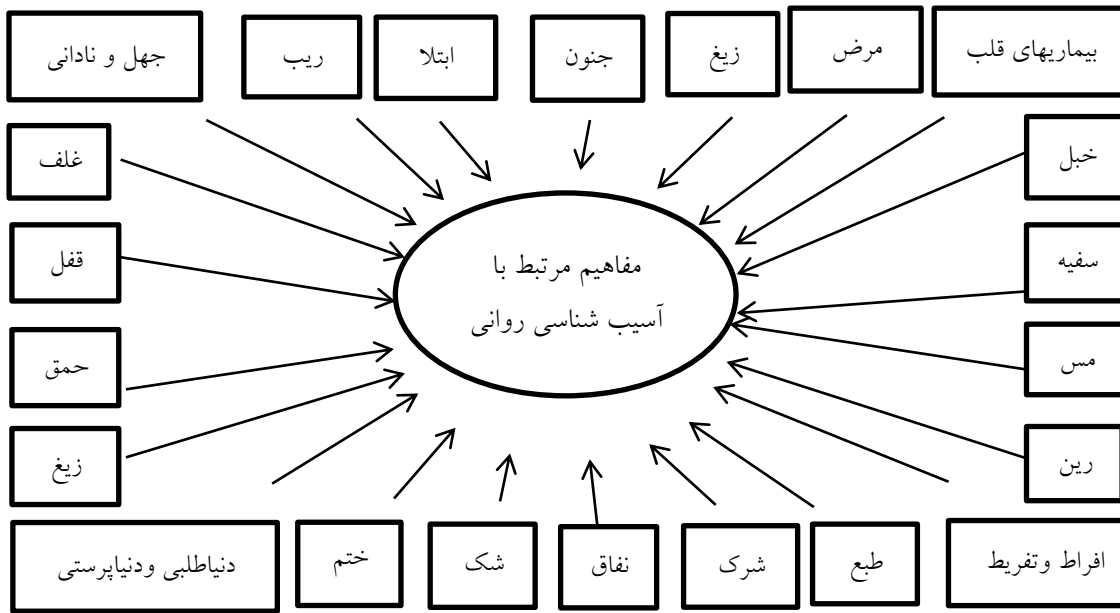 بیماریهای قلب
مرض
زیغ
جنون
ابتلا
ریب
جهل و نادانی
خبل
غلف
سفیه
قفل
مفاهیم مرتبط با
آسیب شناسی روانی
مس
حمق
رین
زیغ
افراط وتفریط
طبع
شرک
نفاق
شک
ختم
دنیاطلبی ودنیاپرستی